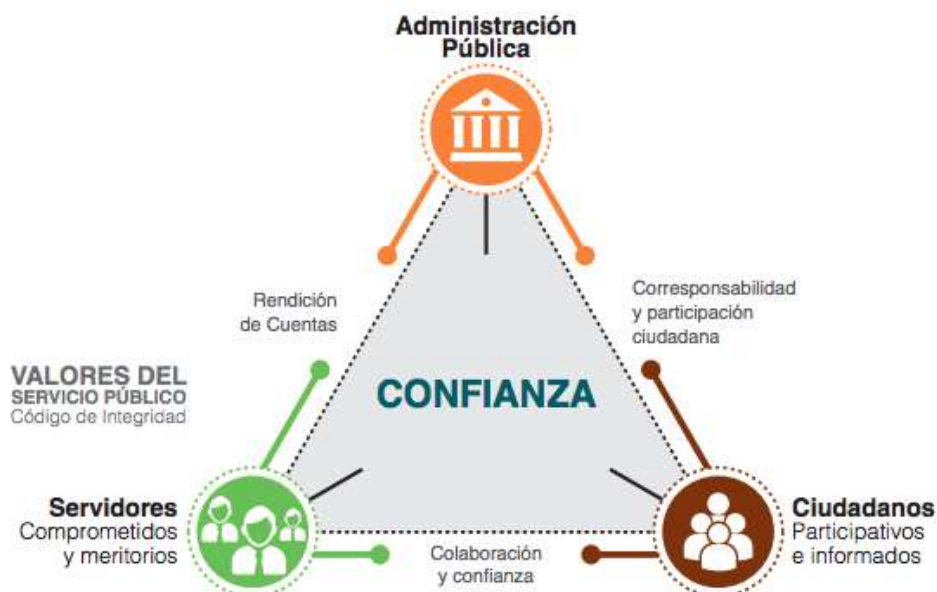 Administración
Pública
Rendición
de Cuentas
Corresponsabilidad
y participación
ciudadana
VALORES DEL
SERVICIO PÚBLICO
Código de Integridad
CONFIANZA
Servidores
Comprometidos
y meritorios
Colaboración
y confianza
Ciudadanos
Participativos
e informados